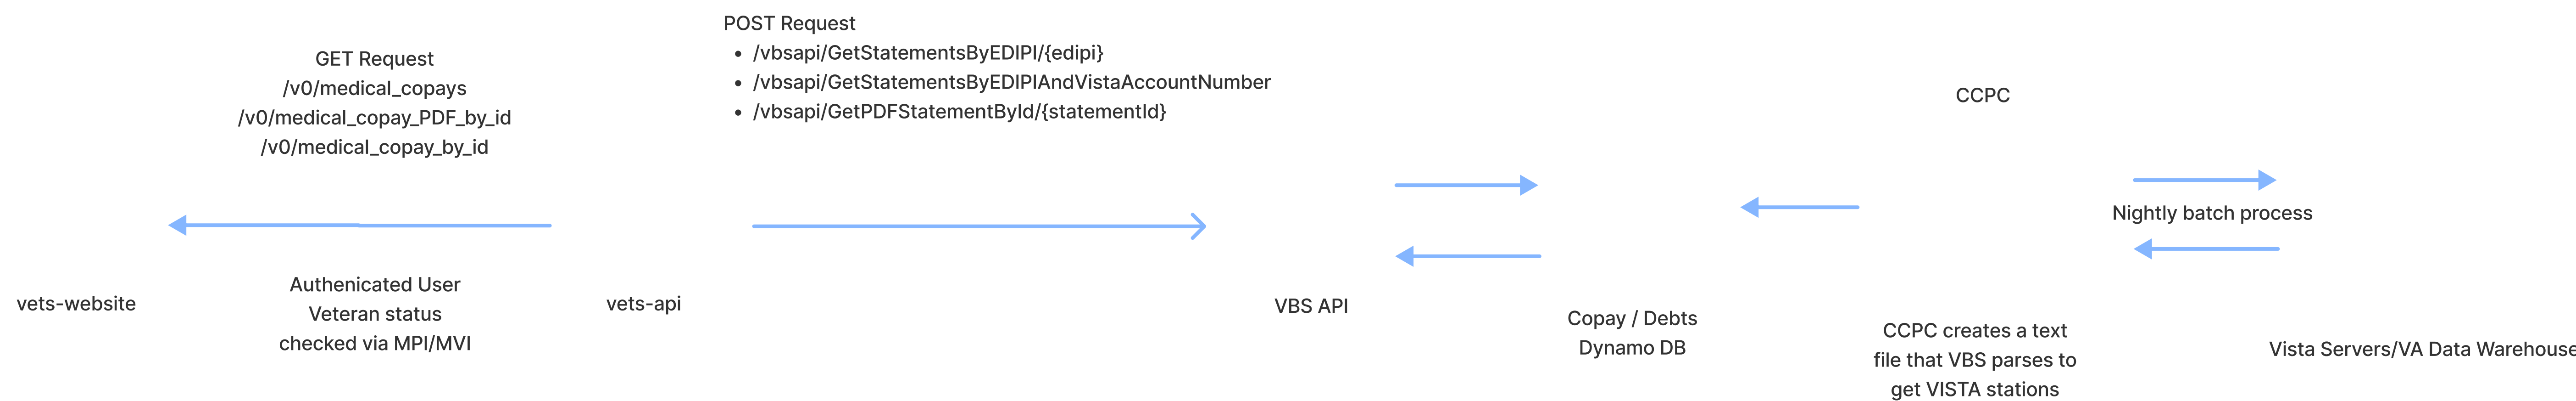 GET Request
/v0/medical_copays
/v0/medical_copay_PDF_by_id
/v0/medical_copay_by_id
Authenicated User
Veteran status
checked via MPI/MVI
vets-website
vets-api
POST Request
• /vbsapi/GetStatementsByEDIPI/{edipi}
• /vbsapi/GetStatementsByEDIPIAndVistaAccountNumber
• /vbsapi/GetPDFStatementById/{statementId}
VBS API
Copay / Debts
Dynamo DB
CCPC
CCPC creates a text
file that VBS parses to
get VISTA stations
Nightly batch process
Vista Servers/VA Data Warehouse